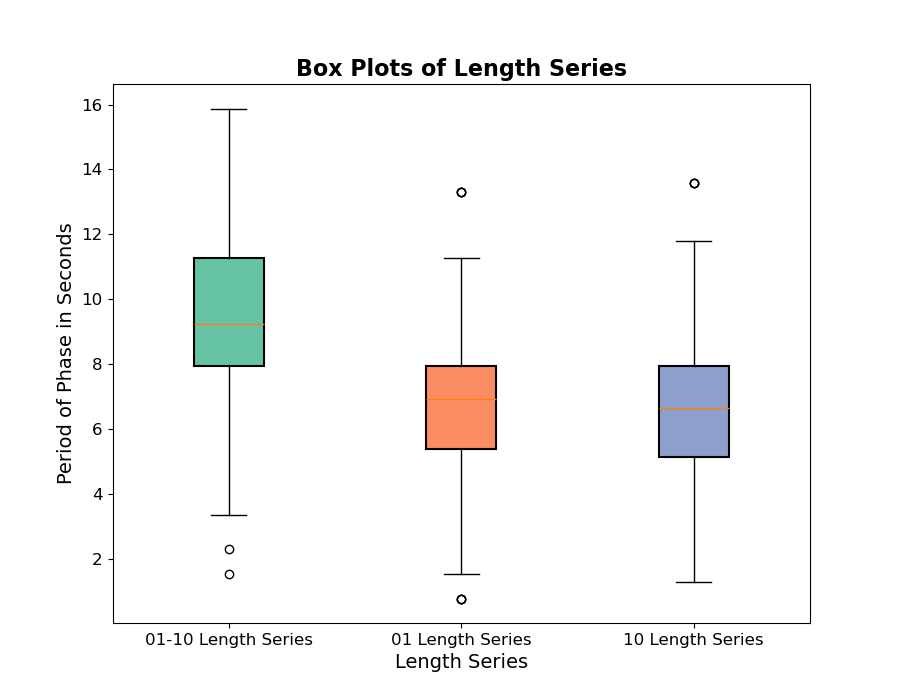 Box Plots of Length Series
Period of Phase in Seconds
16
14
12
10
8
6
4
2
01-10 Length Series
01 Length Series
10 Length Series
Length Series